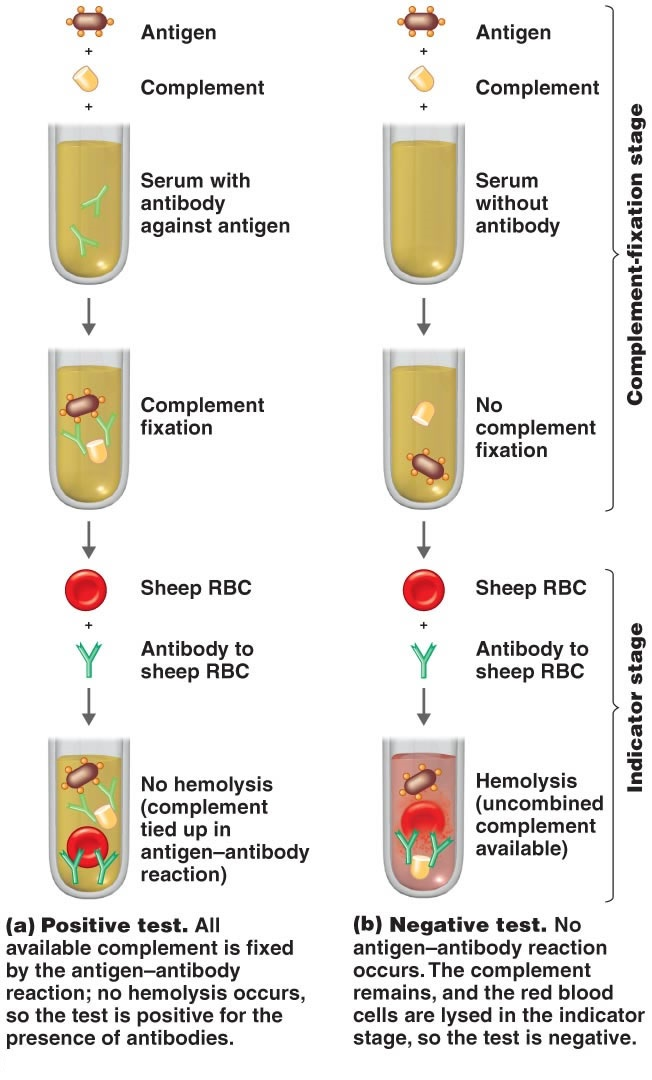 Antigen
+
Complement
+
Serum with
antibody
against antigen
Complement
fixation
Sheep RBC
+
Antibody to
sheep RBC
No hemolysis
(complement
tied up in
antigen–antibody
reaction)
(a) Positive test. All
available complement is fixed
by the antigen–antibody
reaction; no hemolysis occurs,
so the test is positive for the
presence of antibodies.
Antigen
+
Complement
+
Serum
without
antibody
No
complement
fixation
Sheep RBC
+
Antibody to
sheep RBC
Hemolysis
(uncombined
complement
available)
(b) Negative test. No
antigen–antibody reaction
occurs. The complement
remains, and the red blood
cells are lysed in the indicator
stage, so the test is negative.
Complement-fixation stage
Indicator stage